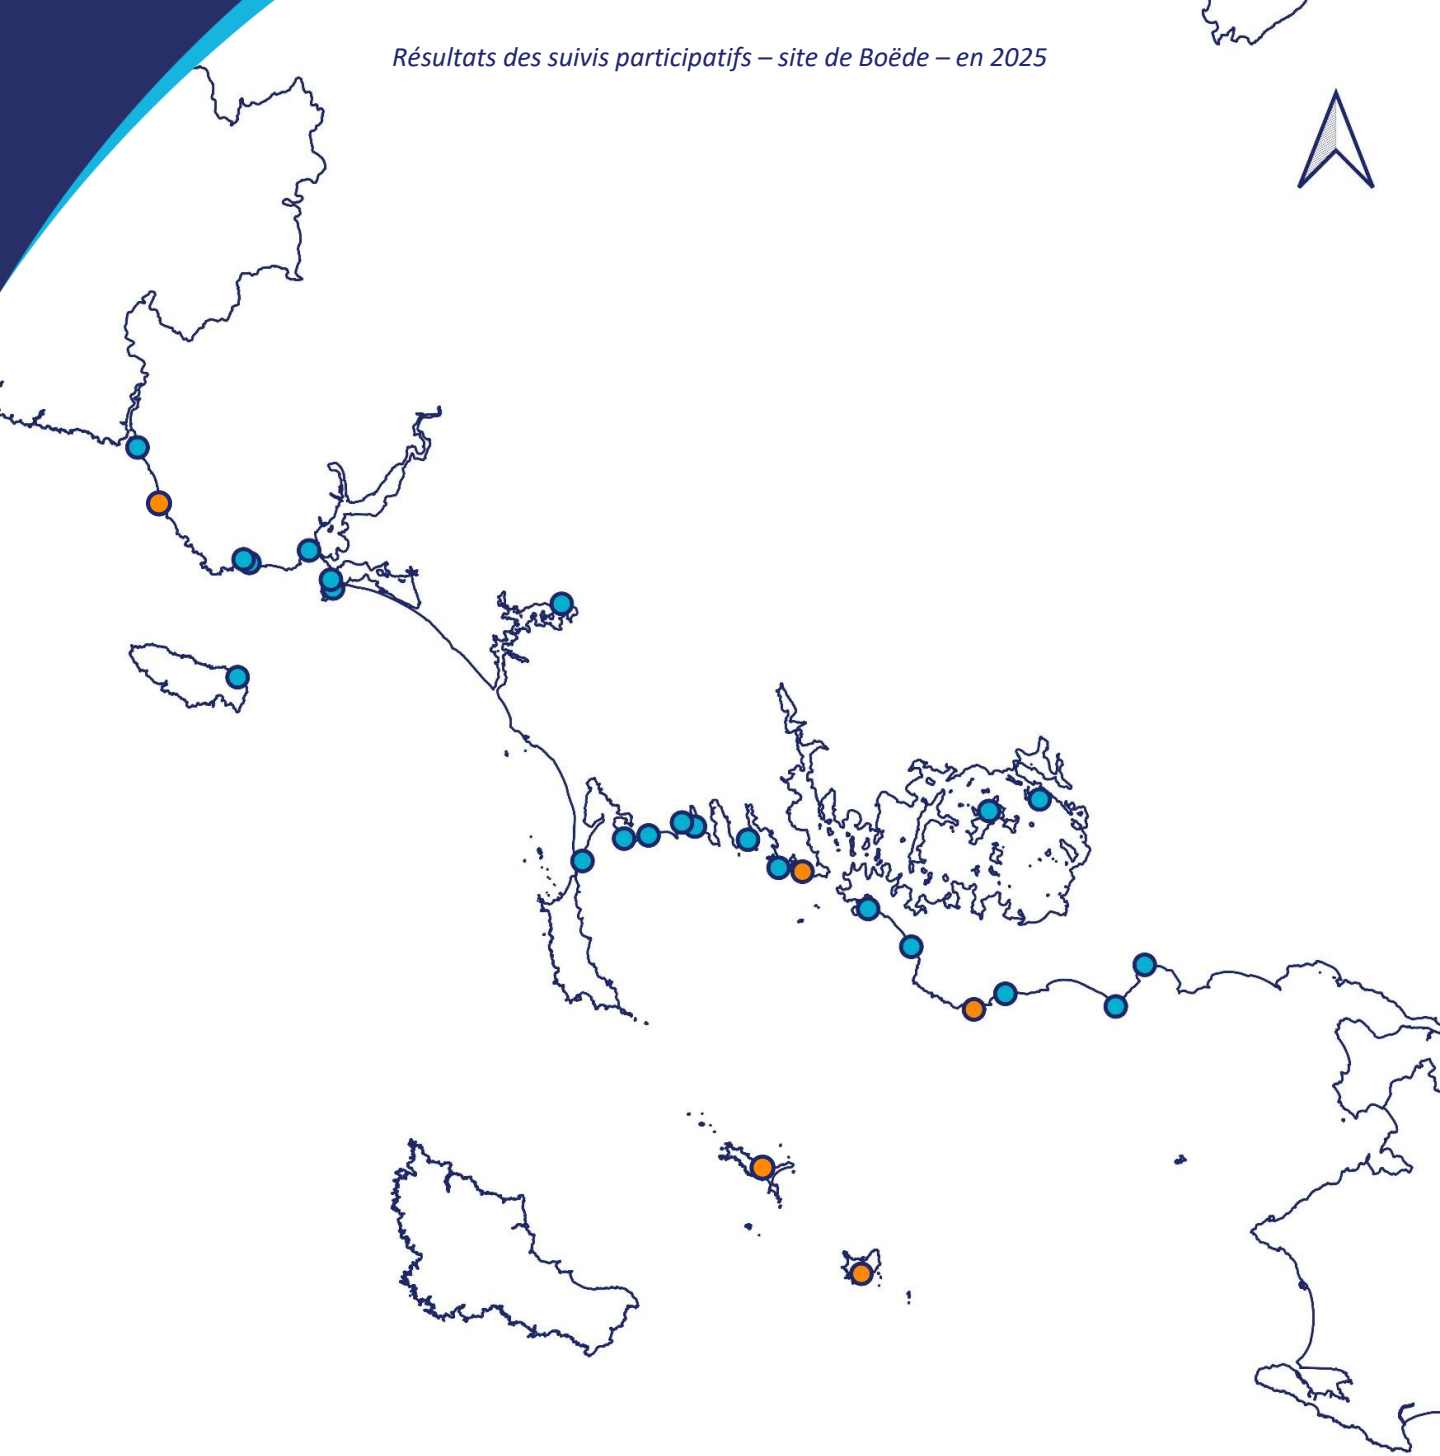 Résultats des suivis participatifs – site de Boëde – en 2025